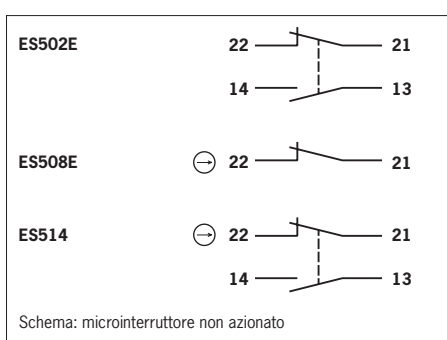 ES502E 22 21
14 13
ES508E 22 21
ES514 22 21
14 13
Schema: microinterruttore non azionato